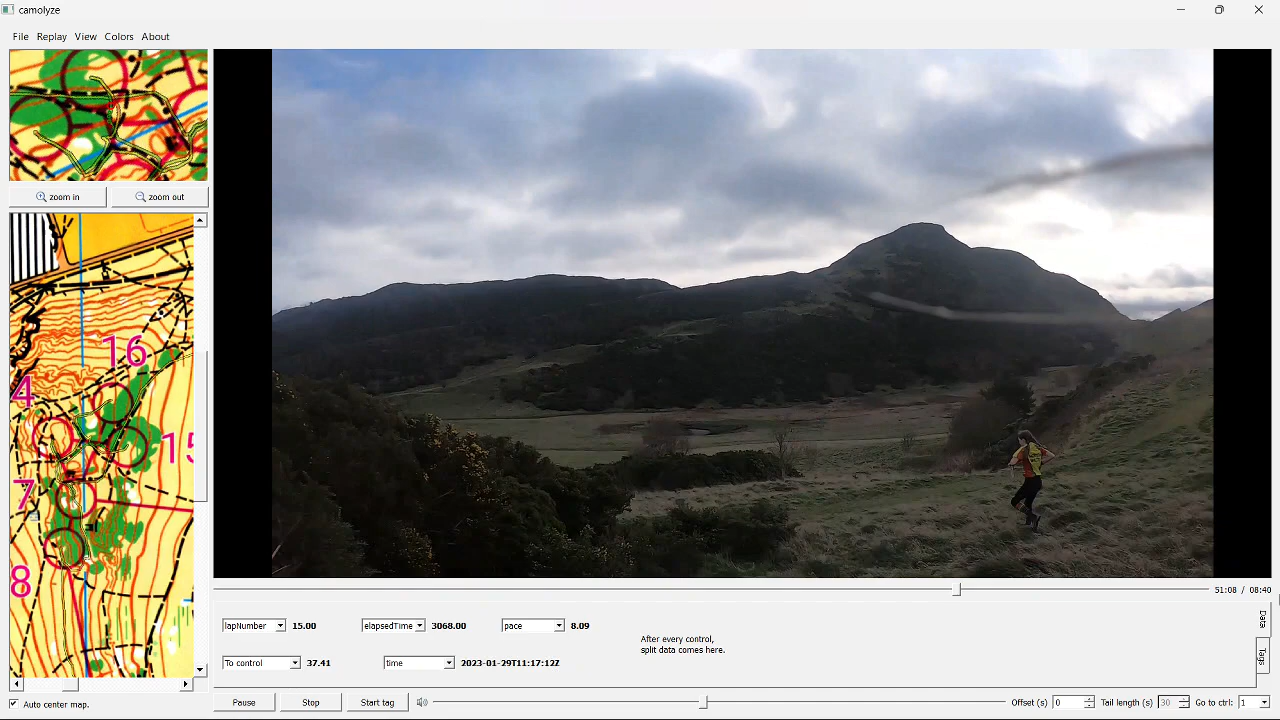 camolyze
File Replay View Colors About
zoom in zoom out
16
4
15
7
8
51:08 / 08:40
lapNumber 15.00 elapsedTime 3068.00 pace 8.09
After every control,
split data comes here.
To control 37.41 time 2023-01-29T11:17:12Z
Data
Tags
Auto center map.
Pause Stop Start tag Offset (s) 0 Tail length (s) 30 Go to ctrl: 1